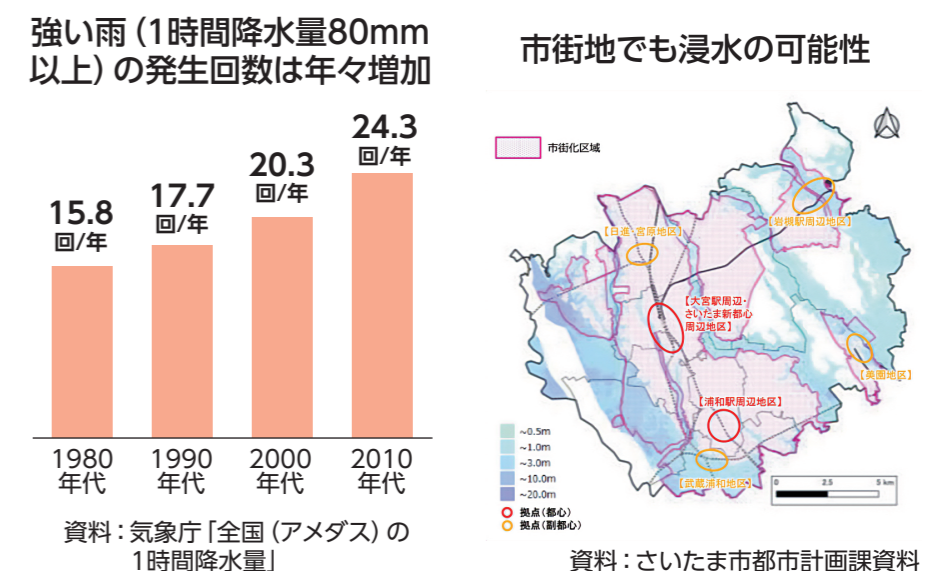 強い雨（1時間降水量80mm
以上）の発生回数は年々増加
15.8
回/年
17.7
回/年
20.3
回/年
24.3
回/年
1980
年代
1990
年代
2000
年代
2010
年代
資料：気象庁「全国（アメダス）の
1時間降水量」
市街地でも浸水の可能性
市街化区域
【日進・宮原地区】
【岩槻駅周辺地区】
【大宮駅周辺・
さいたま新都心
周辺地区】
【美園地区】
【浦和駅周辺地区】
【武蔵浦和地区】
~0.5m
~1.0m
~3.0m
~10.0m
~20.0m
拠点（都心）
拠点（副都心）
0 2.5 5 km
資料：さいたま市都市計画課資料